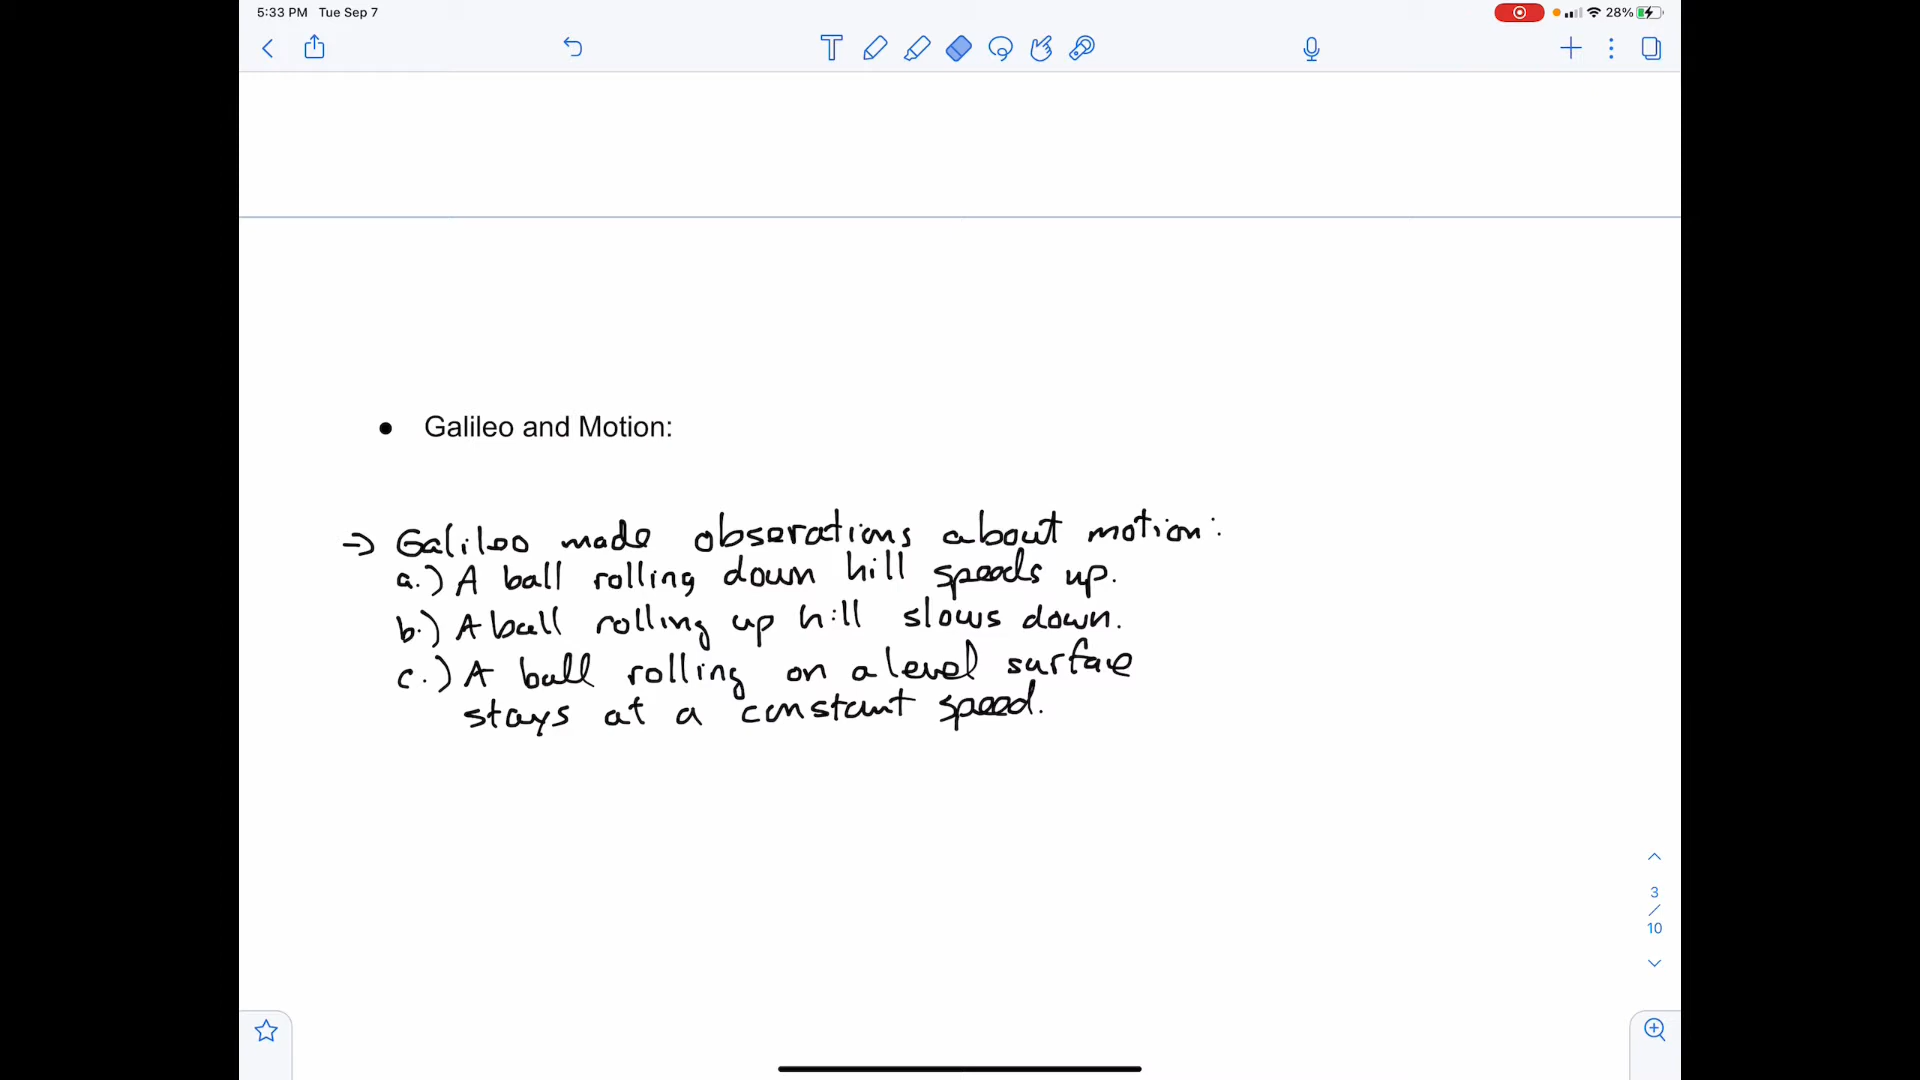 5:33 PM Tue Sep 7
28%
T
• Galileo and Motion:
→ Galileo made obserations about motion:
a.) A ball rolling down hill speeds up.
b.) A ball rolling up hill slows down.
c.) A ball rolling on a level surface
stays at a constant speed.
3
/
10